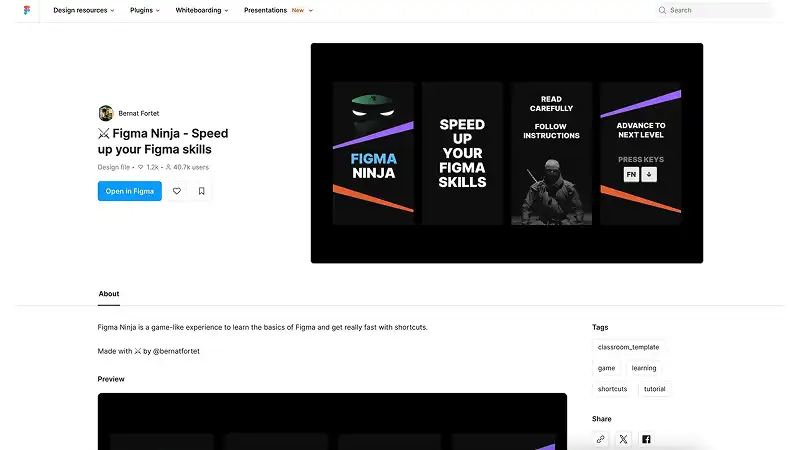 Design resources Plugins Whiteboarding Presentations New
Search
Bernat Fortet
Figma Ninja - Speed
up your Figma skills
Design file • 1.2k • 40.7k users
Open in Figma
FIGMA
NINJA
SPEED
UP
YOUR
FIGMA
SKILLS
READ
CAREFULLY
FOLLOW
INSTRUCTIONS
ADVANCE TO
NEXT LEVEL
PRESS KEYS
FN ↓
About
Figma Ninja is a game-like experience to learn the basics of Figma and get really fast with shortcuts.
Made with ⚔ by @bernatfortet
Preview
Tags
classroom_template
game learning
shortcuts tutorial
Share